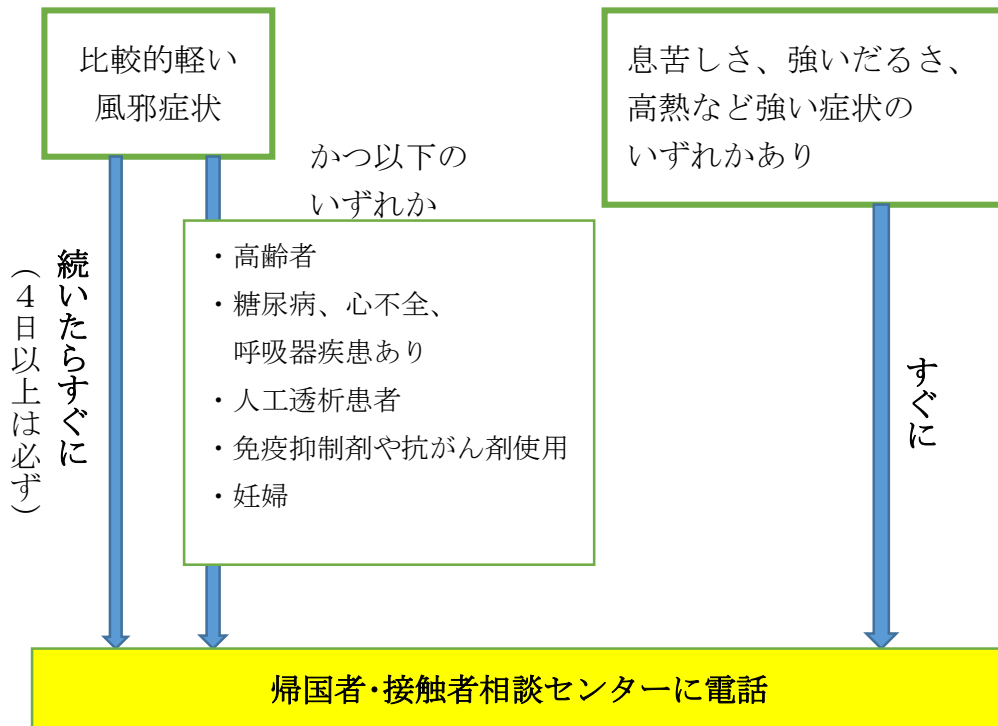 比較的軽い
風邪症状
息苦しさ、強いだるさ、
高熱など強い症状の
いずれかあり
かつ以下の
いずれか
続いたらすぐに
（４日以上は必ず）
・高齢者
・糖尿病、心不全、
呼吸器疾患あり
・人工透析患者
・免疫抑制剤や抗がん剤使用
・妊婦
すぐに
帰国者・接触者相談センターに電話